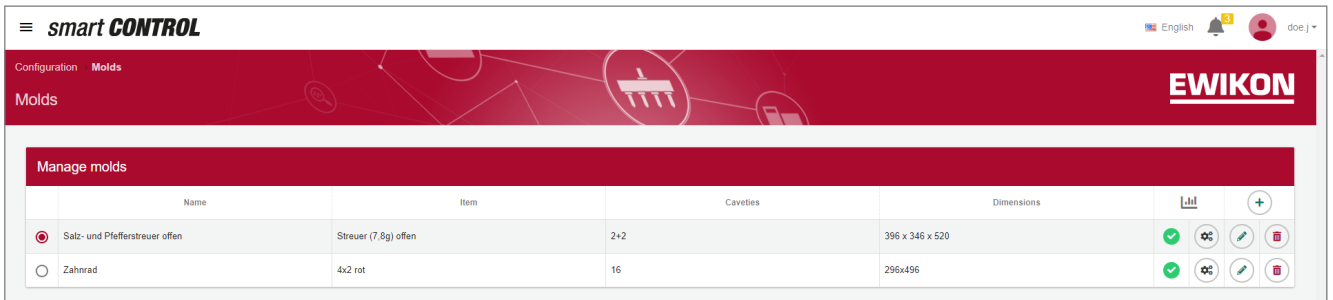 smart CONTROL
English
3
doe.j
Configuration Molds
Molds
EWIKON
Manage molds
Name Item Caveties Dimensions
Salz- und Pfefferstreuer offen Streuer (7,8g) offen 2+2 396 x 346 x 520
Zahnrad 4x2 rot 16 296x496